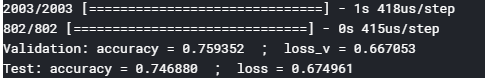 2003/2003 [==============================] - 1s 418us/step
802/802 [==============================] - 0s 415us/step
Validation: accuracy = 0.759352  ;  loss_v = 0.667053
Test: accuracy = 0.746880  ;  loss = 0.674961